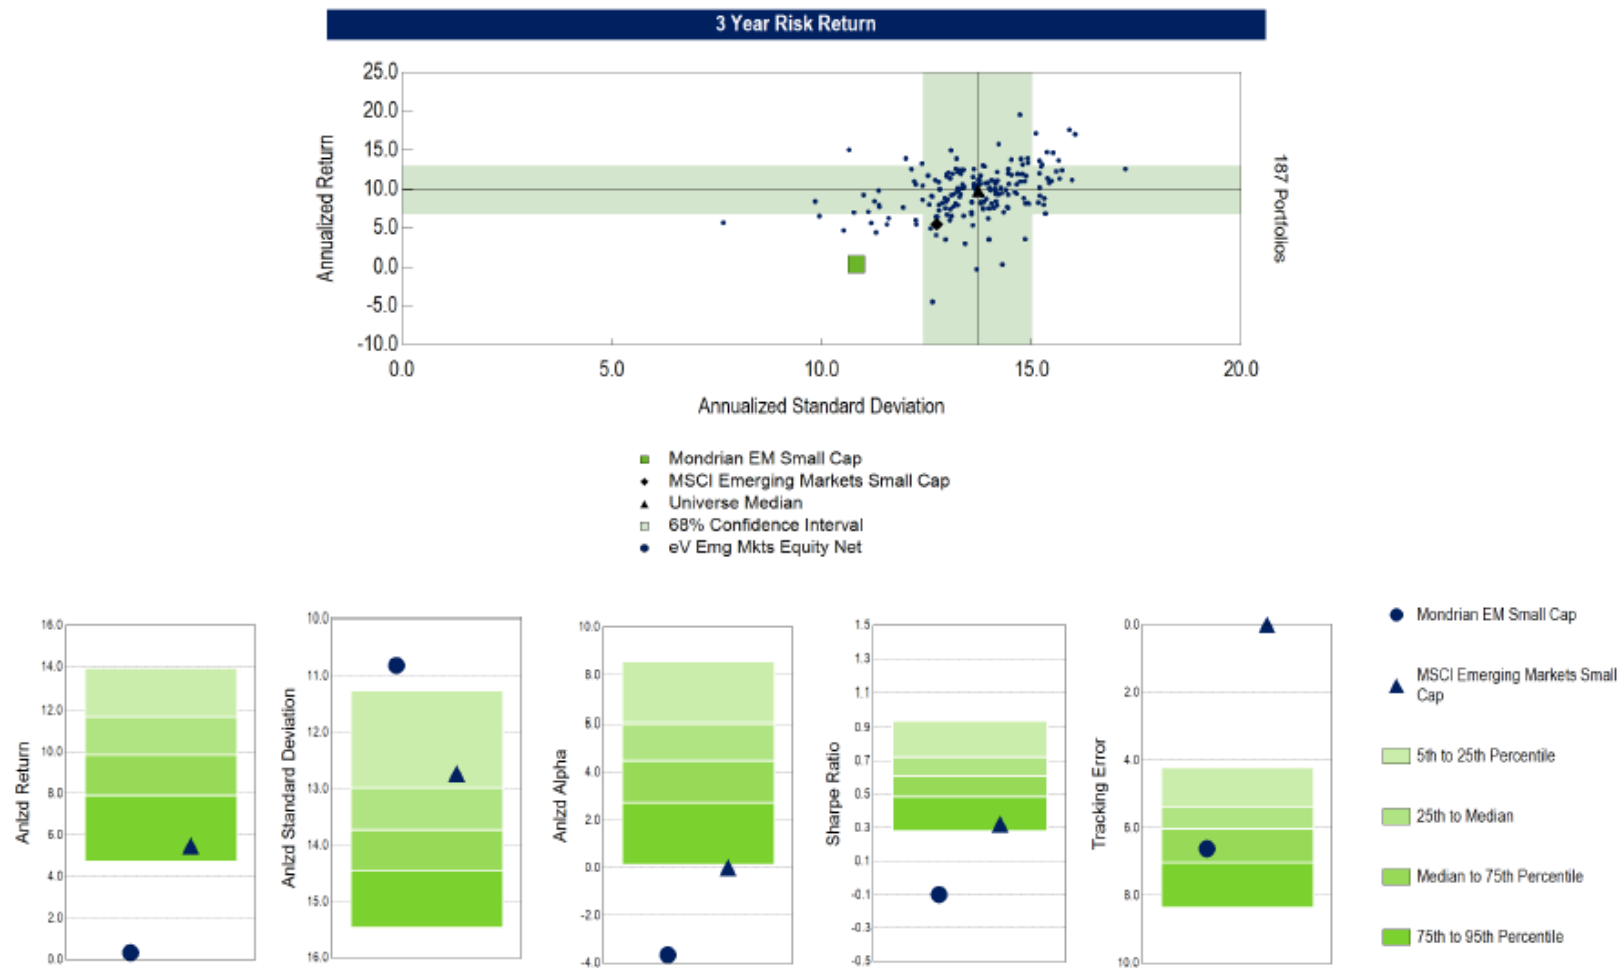 3 Year Risk Return
Annualized Return
25.0
20.0
15.0
10.0
5.0
0.0
-5.0
-10.0
0.0 5.0 10.0 15.0 20.0
Annualized Standard Deviation
187 Portfolios
Mondrian EM Small Cap
MSCI Emerging Markets Small Cap
Universe Median
68% Confidence Interval
eV Emg Mkts Equity Net
Anlzd Return
16.0
14.0
12.0
10.0
8.0
6.0
4.0
2.0
0.0
Anlzd Standard Deviation
10.0
11.0
12.0
13.0
14.0
15.0
16.0
Anlzd Alpha
10.0
8.0
6.0
4.0
2.0
0.0
-2.0
-4.0
Sharpe Ratio
1.5
1.3
1.1
0.9
0.7
0.5
0.3
0.1
-0.1
-0.3
-0.5
Tracking Error
0.0
2.0
4.0
6.0
8.0
10.0
Mondrian EM Small Cap
MSCI Emerging Markets Small
Cap
5th to 25th Percentile
25th to Median
Median to 75th Percentile
75th to 95th Percentile